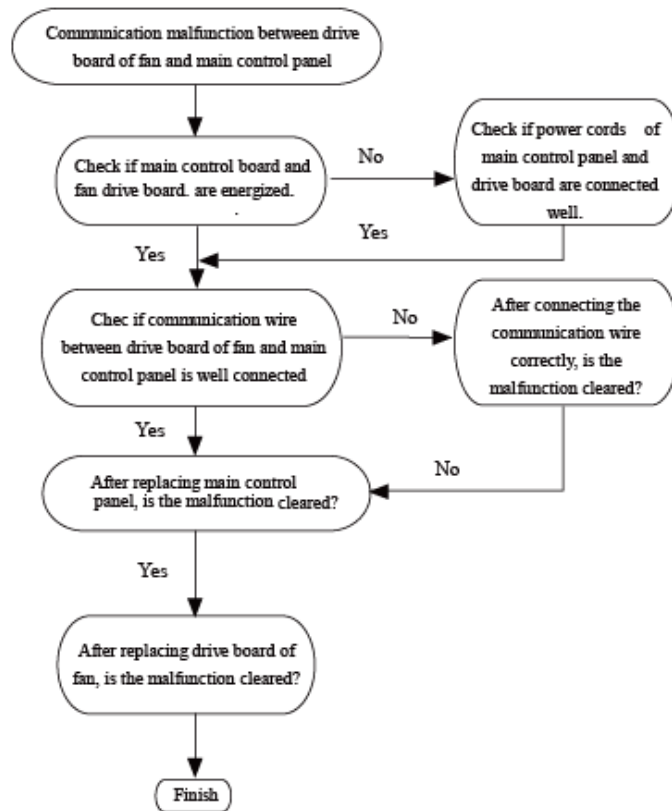 Communication malfunction between drive
board of fan and main control panel
Check if main control board and
fan drive board. are energized.
.
No
Check if power cords of
main control panel and
drive board are connected
well.
Yes
Yes
Chec if communication wire
between drive board of fan and main
control panel is well connected
No
After connecting the
communication wire
correctly, is the
malfunction cleared?
Yes
No
After replacing main control
panel, is the malfunction cleared?
Yes
After replacing drive board of
fan, is the malfunction cleared?
Finish